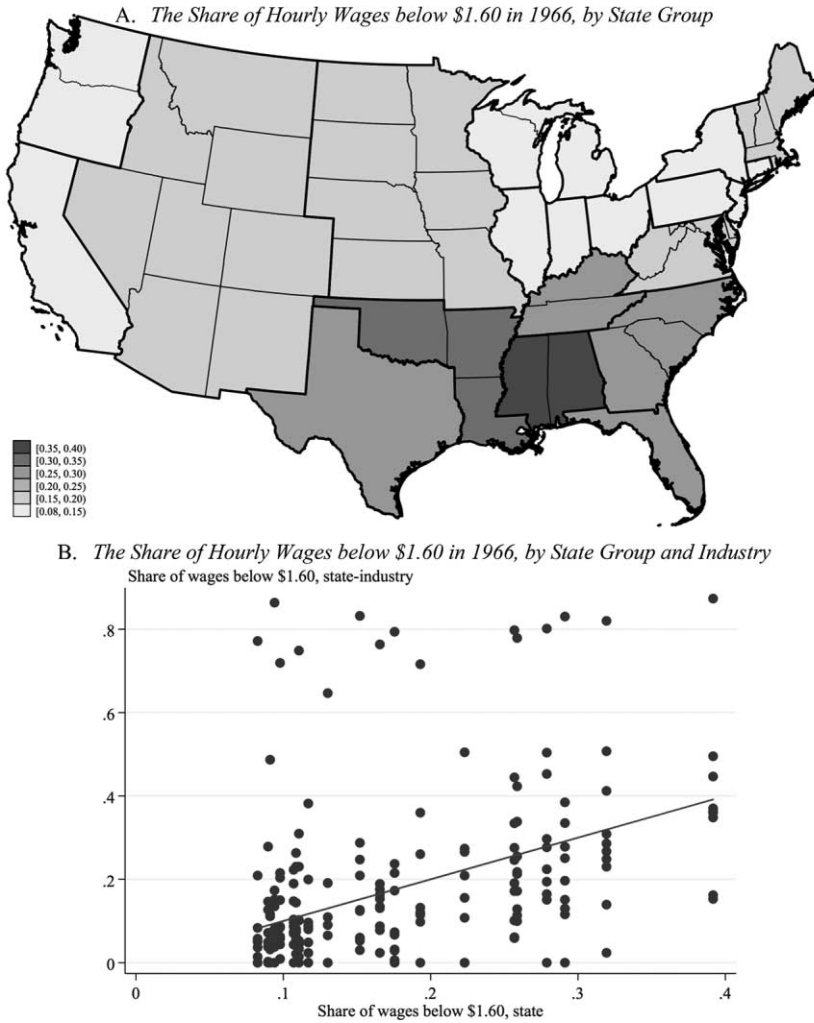 A. The Share of Hourly Wages below $1.60 in 1966, by State Group
[0.35, 0.40)
[0.30, 0.35)
[0.25, 0.30)
[0.20, 0.25)
[0.15, 0.20)
[0.08, 0.15)
B. The Share of Hourly Wages below $1.60 in 1966, by State Group and Industry
Share of wages below $1.60, state-industry
.8
.6
.4
.2
0
0 .1 .2 .3 .4
Share of wages below $1.60, state